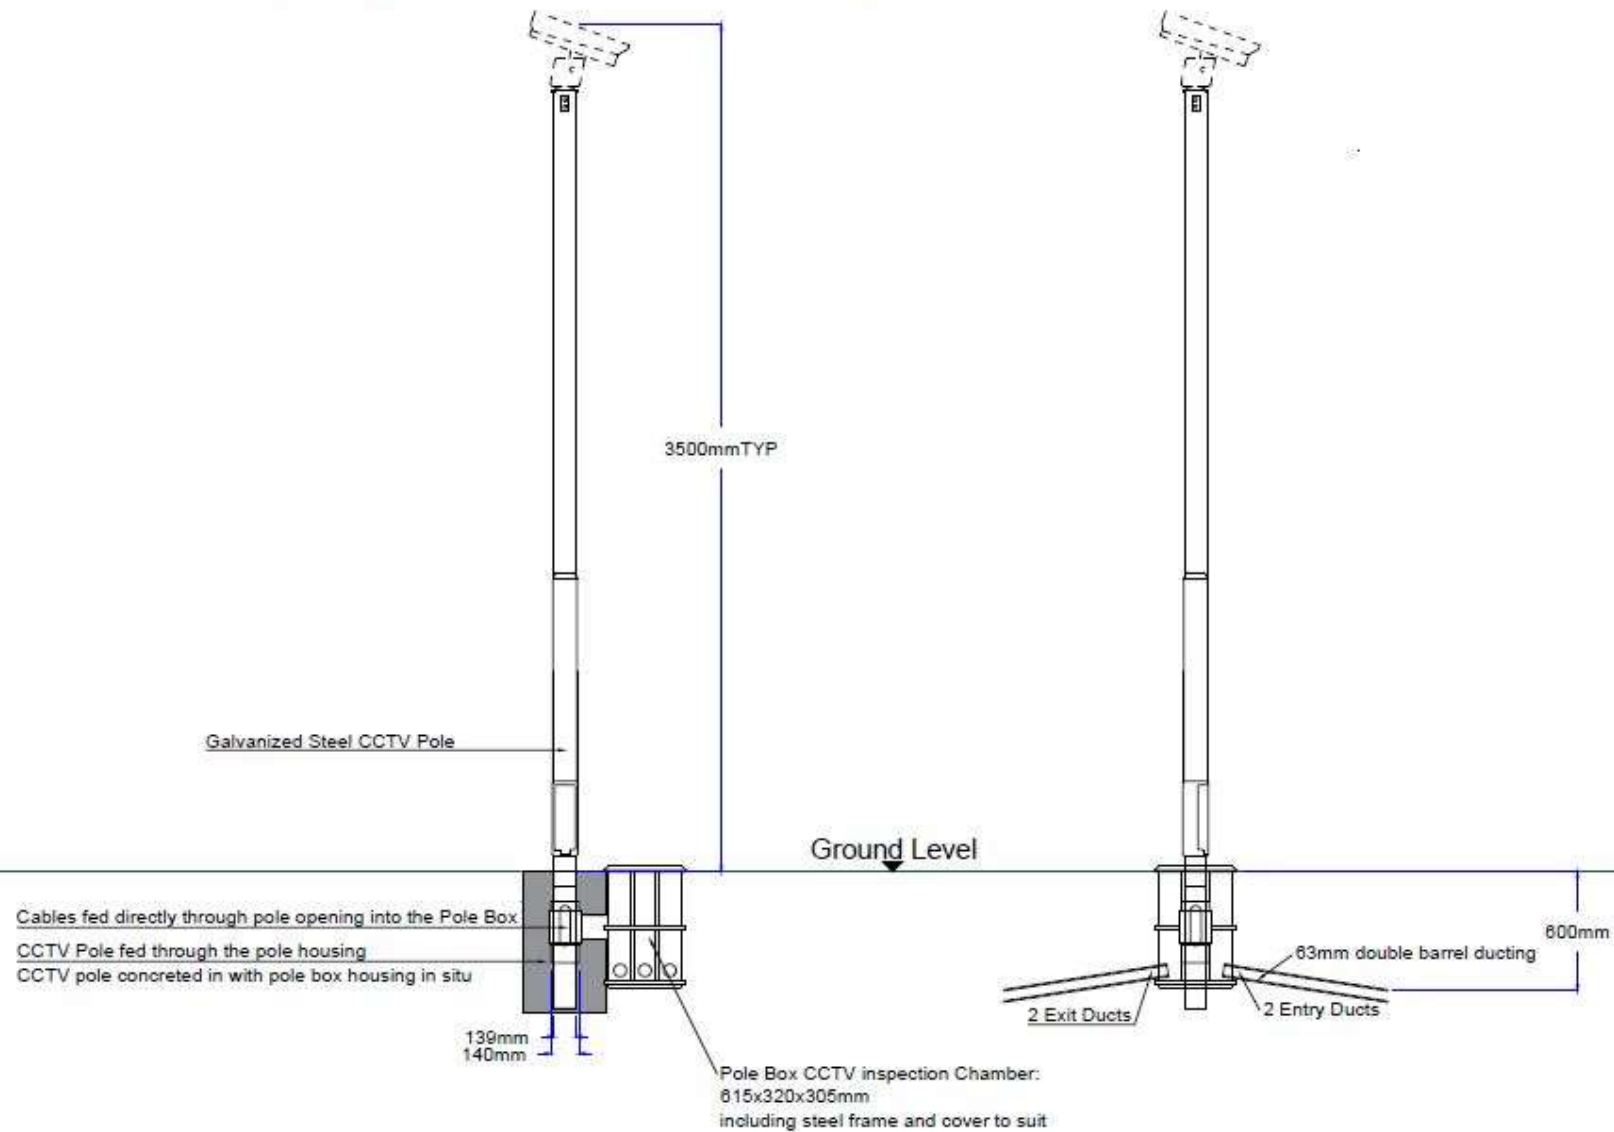 3500mmTYP
Galvanized Steel CCTV Pole
Ground Level
Cables fed directly through pole opening into the Pole Box
CCTV Pole fed through the pole housing
CCTV pole concreted in with pole box housing in situ
600mm
63mm double barrel ducting
2 Exit Ducts
2 Entry Ducts
139mm
140mm
Pole Box CCTV inspection Chamber:
615x320x305mm
including steel frame and cover to suit